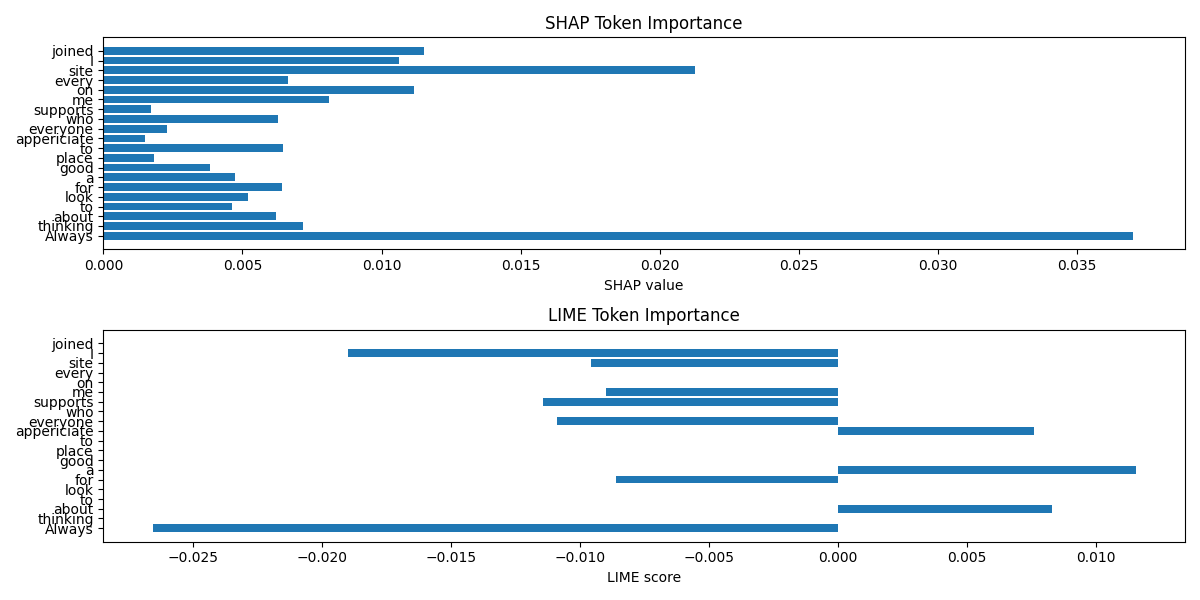 SHAP Token Importance
joined
I
site
every
on
me
supports
who
everyone
appericiate
to
place
good
a
for
look
to
about
thinking
Always
0.000 0.005 0.010 0.015 0.020 0.025 0.030 0.035
SHAP value
LIME Token Importance
joined
I
site
every
on
me
supports
who
everyone
appericiate
to
place
good
a
for
look
to
about
thinking
Always
−0.025 −0.020 −0.015 −0.010 −0.005 0.000 0.005 0.010
LIME score